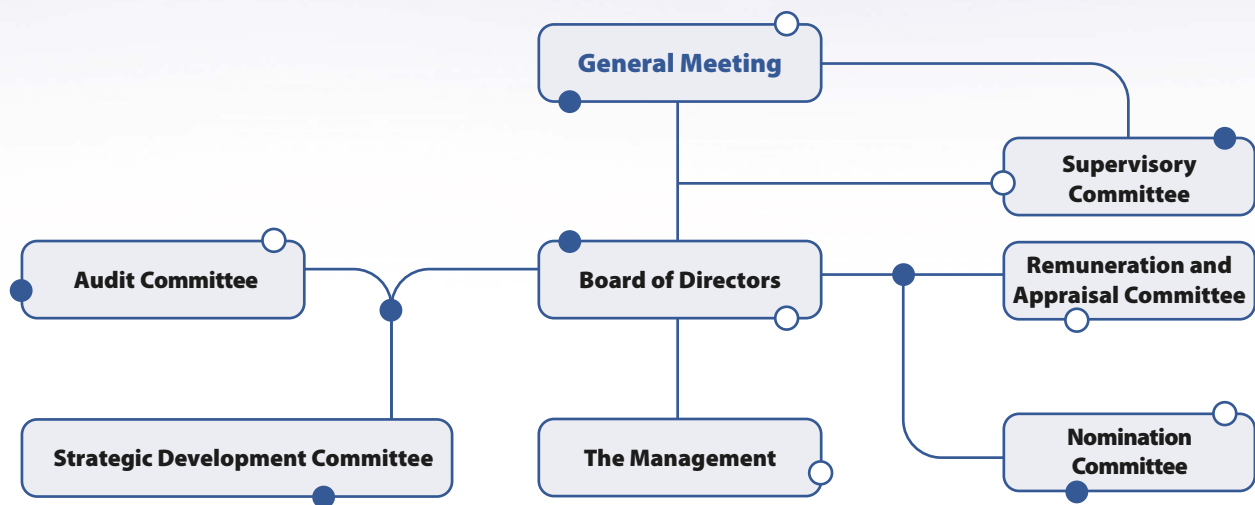 General Meeting
Supervisory
Committee
Audit Committee
Board of Directors
Remuneration and
Appraisal Committee
Strategic Development Committee
The Management
Nomination
Committee